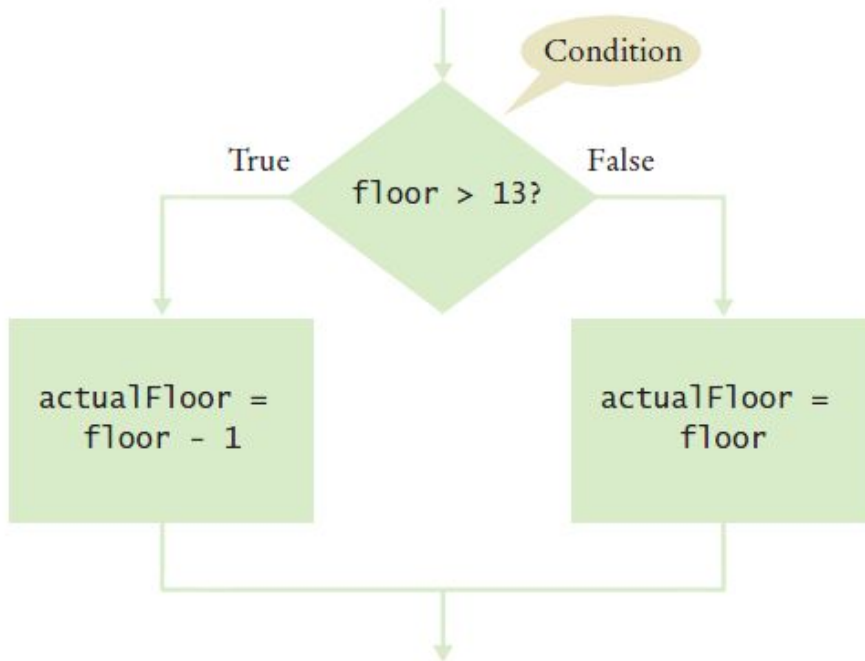 Condition
True
False
floor > 13?
actualFloor =
floor - 1
actualFloor =
floor